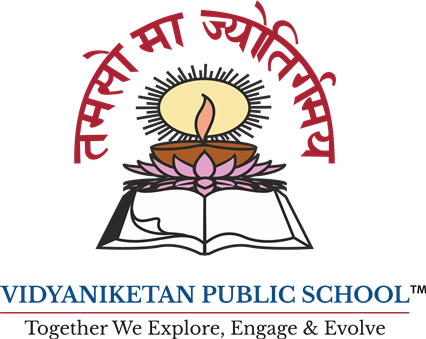 तमसो मा ज्योतिर्गमय
VIDYANIKETAN PUBLIC SCHOOL™
Together We Explore, Engage & Evolve